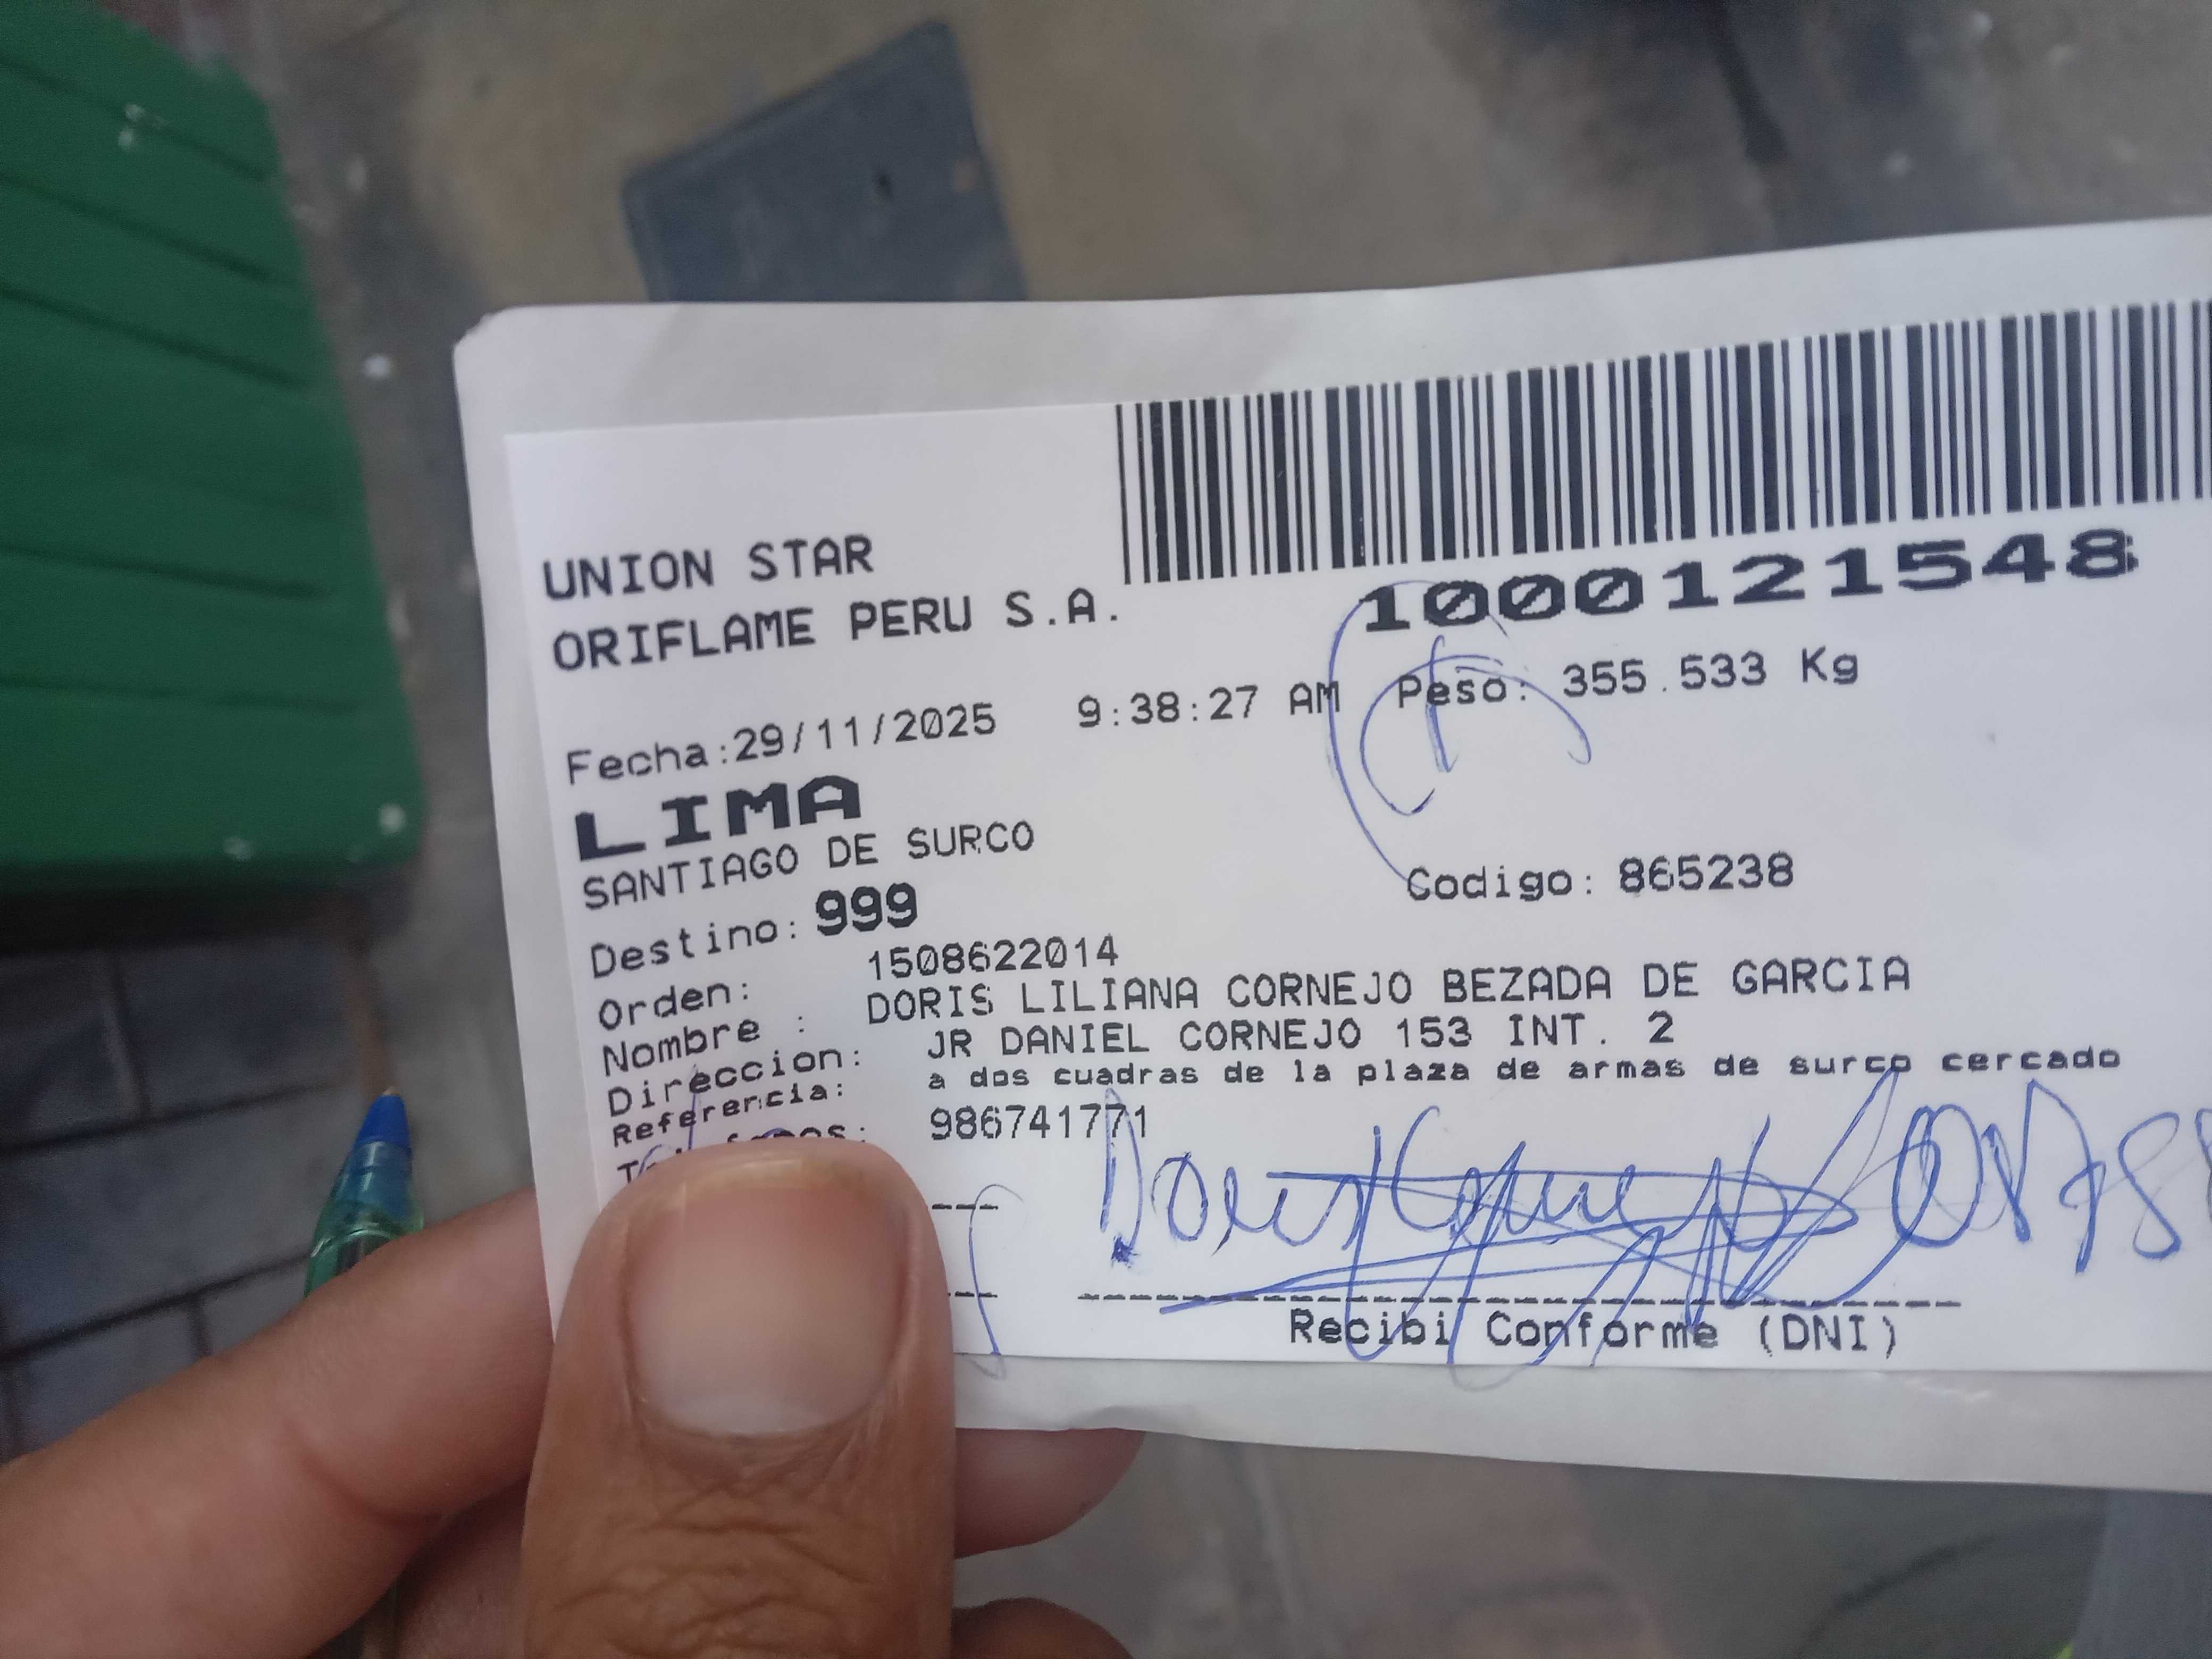 UNION STAR
ORIFLAME PERU S.A.
1000121548
Fecha:29/11/2025 9:38:27 AM Peso: 355.533 Kg
LIMA
SANTIAGO DE SURCO
Destino: 999 Codigo: 865238
Orden: 1508622014
Nombre : DORIS LILIANA CORNEJO BEZADA DE GARCIA
Direccion: JR DANIEL CORNEJO 153 INT. 2
Referencia: a dos cuadras de la plaza de armas de surco cercado
986741771
Recibi Conforme (DNI)